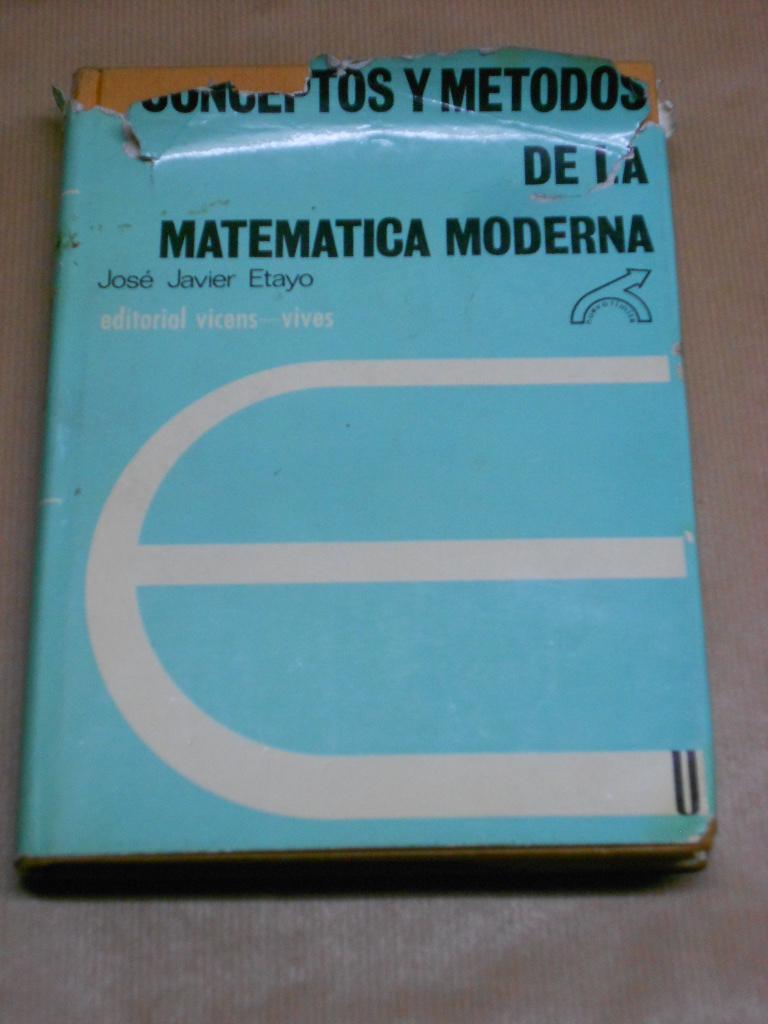 CONCEPTOS Y METODOS
DE LA
MATEMATICA MODERNA
José Javier Etayo
editorial vicens-vives
U